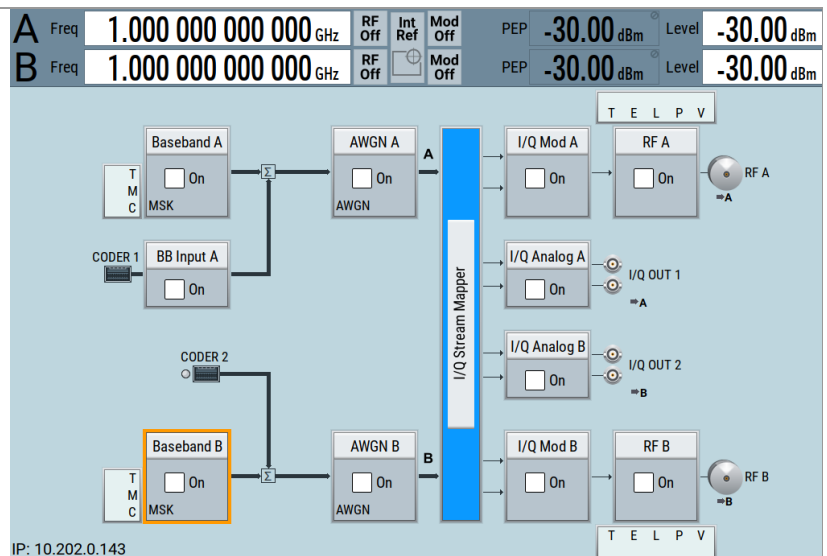 A Freq 1.000 000 000 000 GHz RF Off Int Ref Mod Off PEP -30.00 dBm Level -30.00 dBm
B Freq 1.000 000 000 000 GHz RF Off Mod Off PEP -30.00 dBm Level -30.00 dBm
T E L P V
Baseband A
AWGN A
I/Q Mod A
RF A
A
T
M
C
On
MSK
Σ
On
AWGN
On
On
RF A
➡A
CODER 1
BB Input A
On
I/Q Stream Mapper
I/Q Analog A
On
I/Q OUT 1
➡A
I/Q Analog B
On
I/Q OUT 2
➡B
CODER 2
Baseband B
AWGN B
I/Q Mod B
RF B
B
T
M
C
On
MSK
Σ
On
AWGN
On
On
RF B
➡B
T E L P V
IP: 10.202.0.143